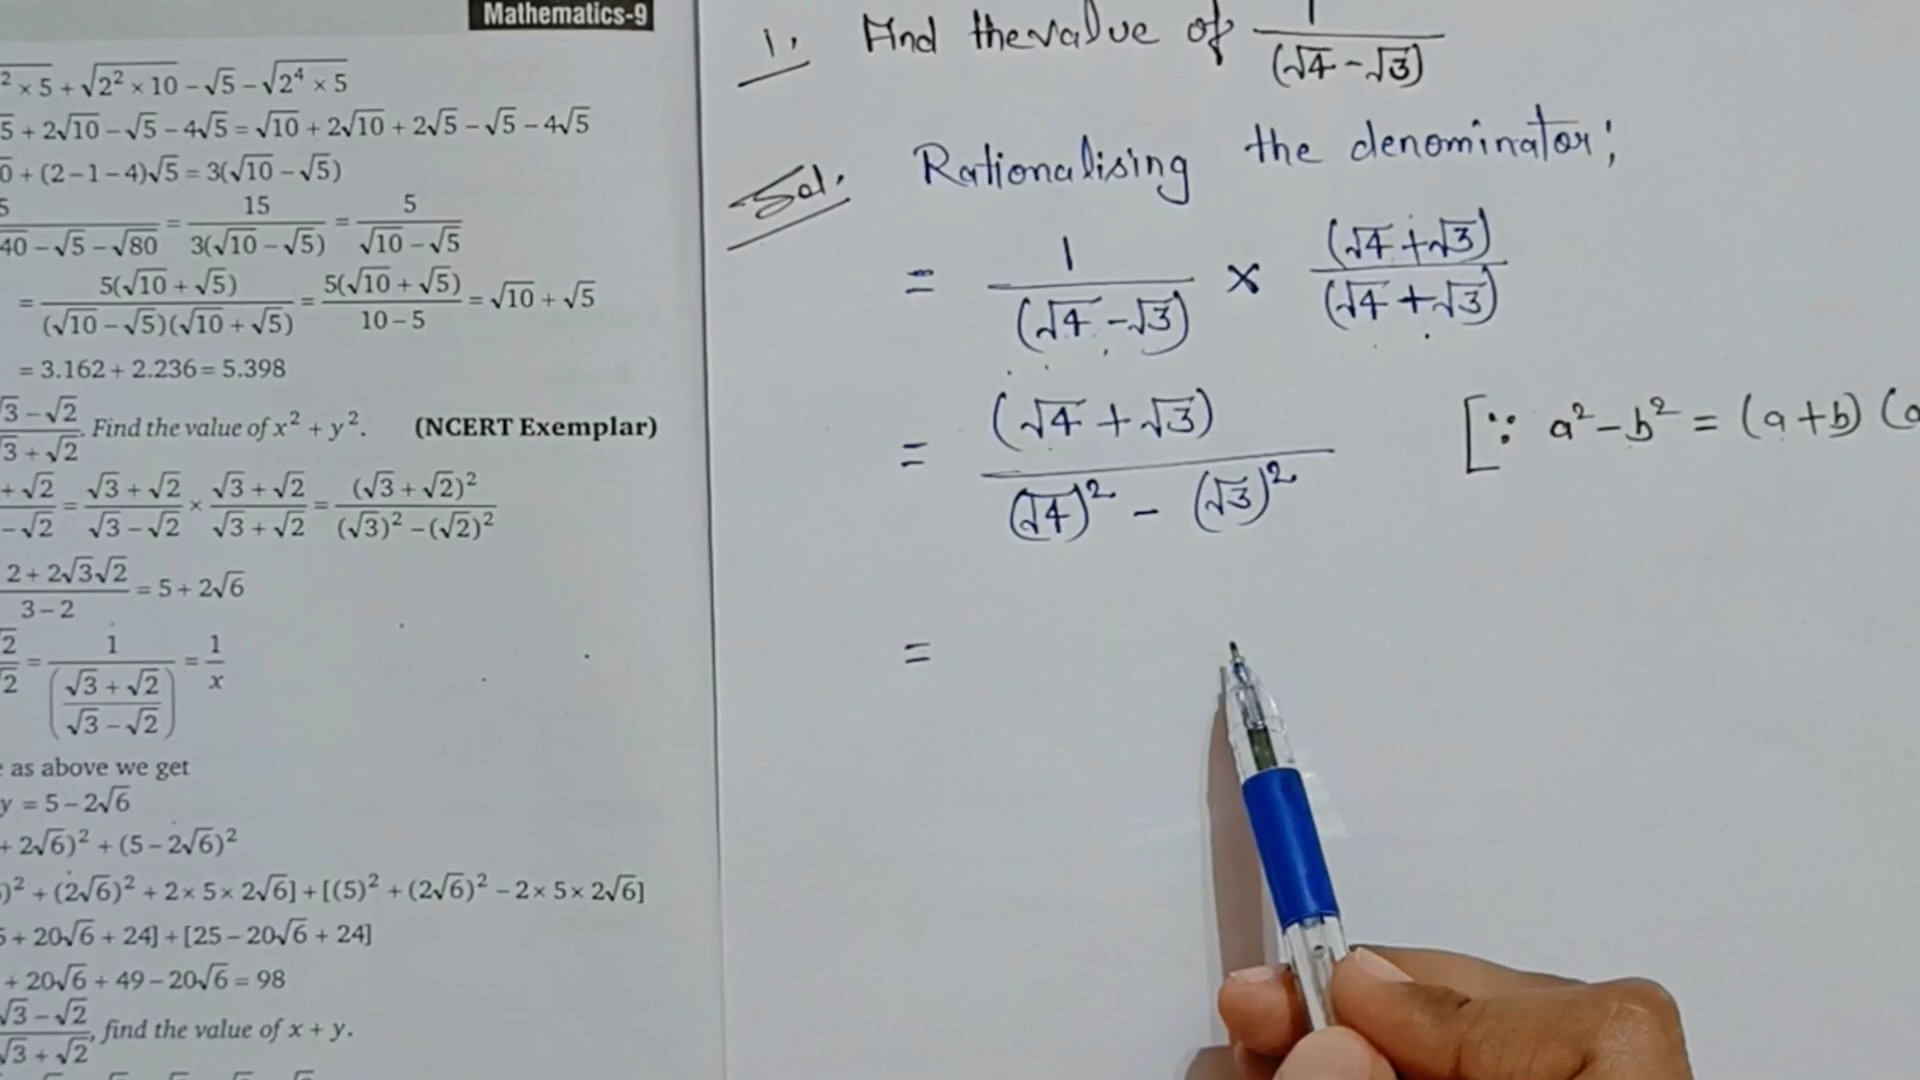 Mathematics-9
² × 5 + √2² × 10 − √5 − √2⁴ × 5
5 + 2√10 − √5 − 4√5 = √10 + 2√10 + 2√5 − √5 − 4√5
0 + (2−1−4)√5 = 3(√10 − √5)
5 15 5
40 − √5 − √80 = 3(√10 − √5) = √10 − √5
= 5(√10 + √5) / (√10 − √5)(√10 + √5) = 5(√10 + √5) / 10−5 = √10 + √5
= 3.162 + 2.236 = 5.398
√3 − √2 / √3 + √2 . Find the value of x² + y². (NCERT Exemplar)
+ √2 / − √2 = √3 + √2 / √3 − √2 × √3 + √2 / √3 + √2 = (√3 + √2)² / (√3)² − (√2)²
2 + 2√3√2 / 3−2 = 5 + 2√6
√2 / √2 = 1 / (√3 + √2 / √3 − √2) = 1 / x
as above we get
y = 5 − 2√6
+ 2√6)² + (5 − 2√6)²
)² + (2√6)² + 2 × 5 × 2√6] + [(5)² + (2√6)² − 2 × 5 × 2√6]
5 + 20√6 + 24] + [25 − 20√6 + 24]
+ 20√6 + 49 − 20√6 = 98
√3 − √2 / √3 + √2 , find the value of x + y.
1. Find the value of 1 / (√4 − √3)
Sol. Rationalising the denominator;
= 1 / (√4 − √3) × (√4 + √3) / (√4 + √3)
= (√4 + √3) / (√4)² − (√3)² [∵ a² − b² = (a+b) (a
=